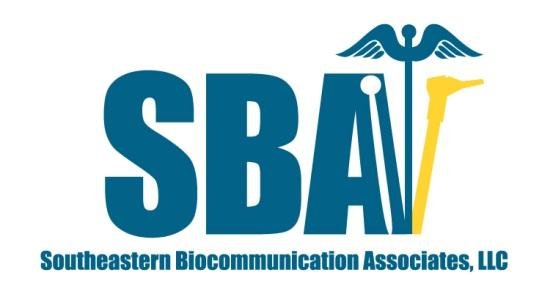 SBA
Southeastern Biocommunication Associates, LLC